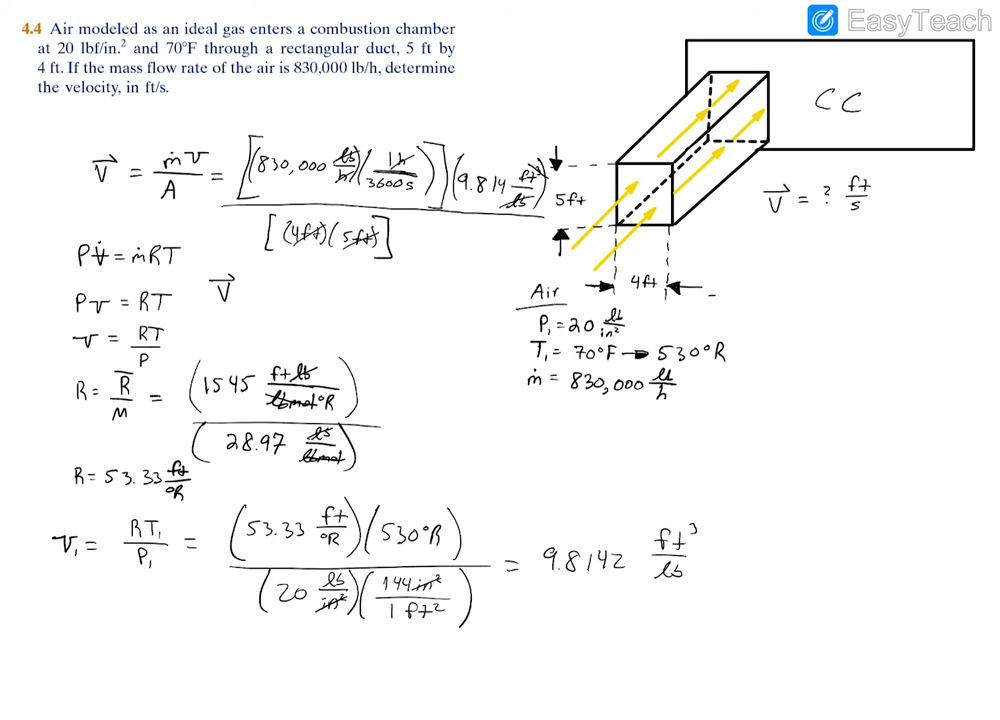 EasyTeach
4.4 Air modeled as an ideal gas enters a combustion chamber
at 20 lbf/in.² and 70°F through a rectangular duct, 5 ft by
4 ft. If the mass flow rate of the air is 830,000 lb/h, determine
the velocity, in ft/s.
CC
V⃗ = ṁv / A = [(830,000 lb/h)(1h/3600s)](9.814 ft³/lb) / [(4ft)(5ft)]
5ft
V⃗ = ? ft/s
4ft
PV̇ = ṁRT
Pv = RT
V⃗
v = RT/P
Air
P₁ = 20 lb/in²
T₁ = 70°F → 530°R
ṁ = 830,000 lb/h
R = R̄/M = (1545 ft lb/lbmol°R) / (28.97 lb/lbmol)
R = 53.33 ft/°R
v₁ = RT₁/P₁ = (53.33 ft/°R)(530°R) / (20 lb/in²)(144in²/1 ft²) = 9.8142 ft³/lb